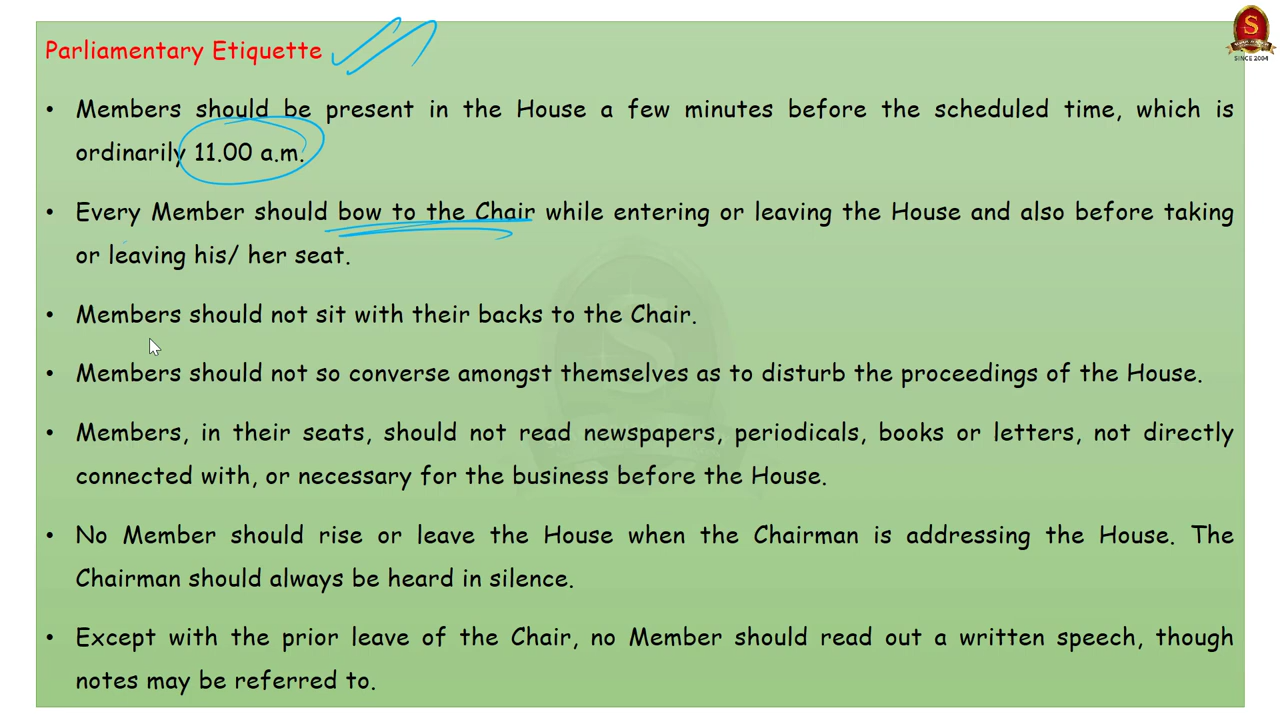 Parliamentary Etiquette
S
SINCE 2004
• Members should be present in the House a few minutes before the scheduled time, which is
ordinarily 11.00 a.m.
• Every Member should bow to the Chair while entering or leaving the House and also before taking
or leaving his/ her seat.
• Members should not sit with their backs to the Chair.
• Members should not so converse amongst themselves as to disturb the proceedings of the House.
• Members, in their seats, should not read newspapers, periodicals, books or letters, not directly
connected with, or necessary for the business before the House.
• No Member should rise or leave the House when the Chairman is addressing the House. The
Chairman should always be heard in silence.
• Except with the prior leave of the Chair, no Member should read out a written speech, though
notes may be referred to.